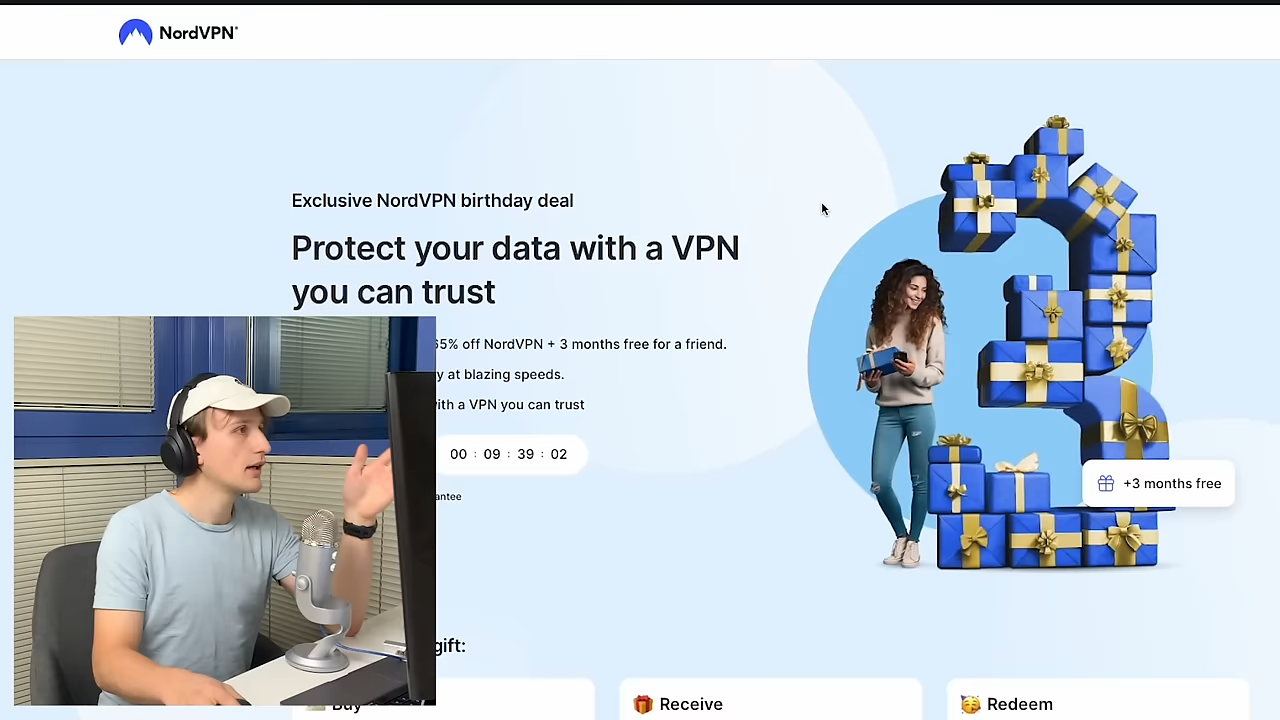 NordVPN®
Exclusive NordVPN birthday deal
Protect your data with a VPN
you can trust
65% off NordVPN + 3 months free for a friend.
at blazing speeds.
with a VPN you can trust
00 : 09 : 39 : 02
+3 months free
gift:
Buy
Receive
Redeem